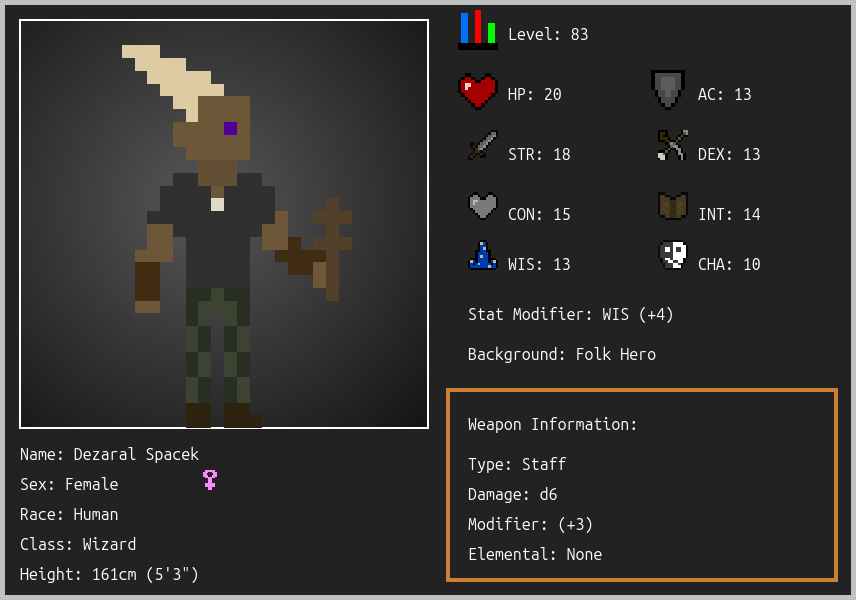 Level: 83
HP: 20
AC: 13
STR: 18
DEX: 13
CON: 15
INT: 14
WIS: 13
CHA: 10
Stat Modifier: WIS (+4)
Background: Folk Hero
Weapon Information:
Type: Staff
Damage: d6
Modifier: (+3)
Elemental: None
Name: Dezaral Spacek
Sex: Female
Race: Human
Class: Wizard
Height: 161cm (5'3")